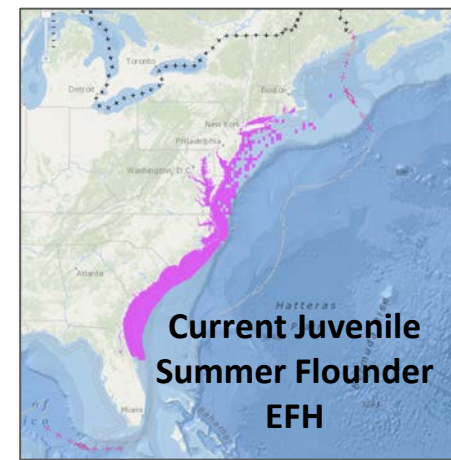 Toronto
Detroit
Boston
New York
Philadelphia
Washington, D.C.
Atlanta
Hatteras
Current Juvenile
Summer Flounder
EFH
Miami